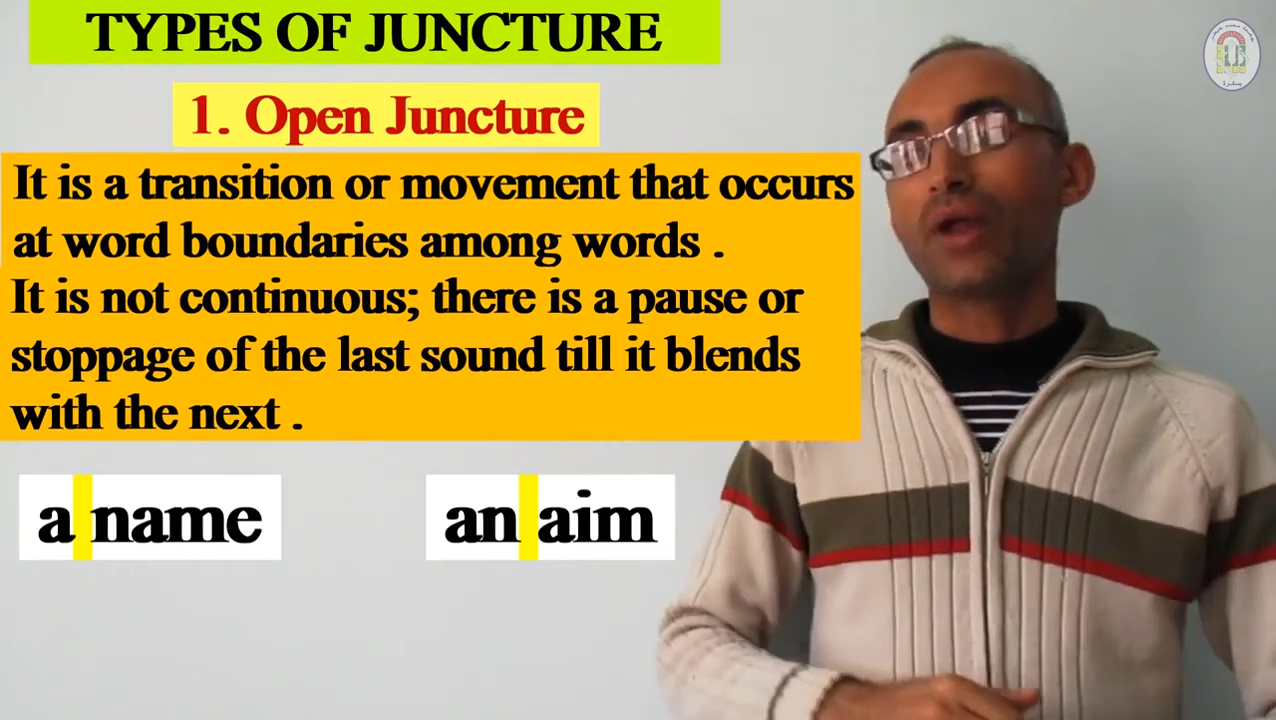 TYPES OF JUNCTURE
1. Open Juncture
It is a transition or movement that occurs
at word boundaries among words .
It is not continuous; there is a pause or
stoppage of the last sound till it blends
with the next .
a name
an aim